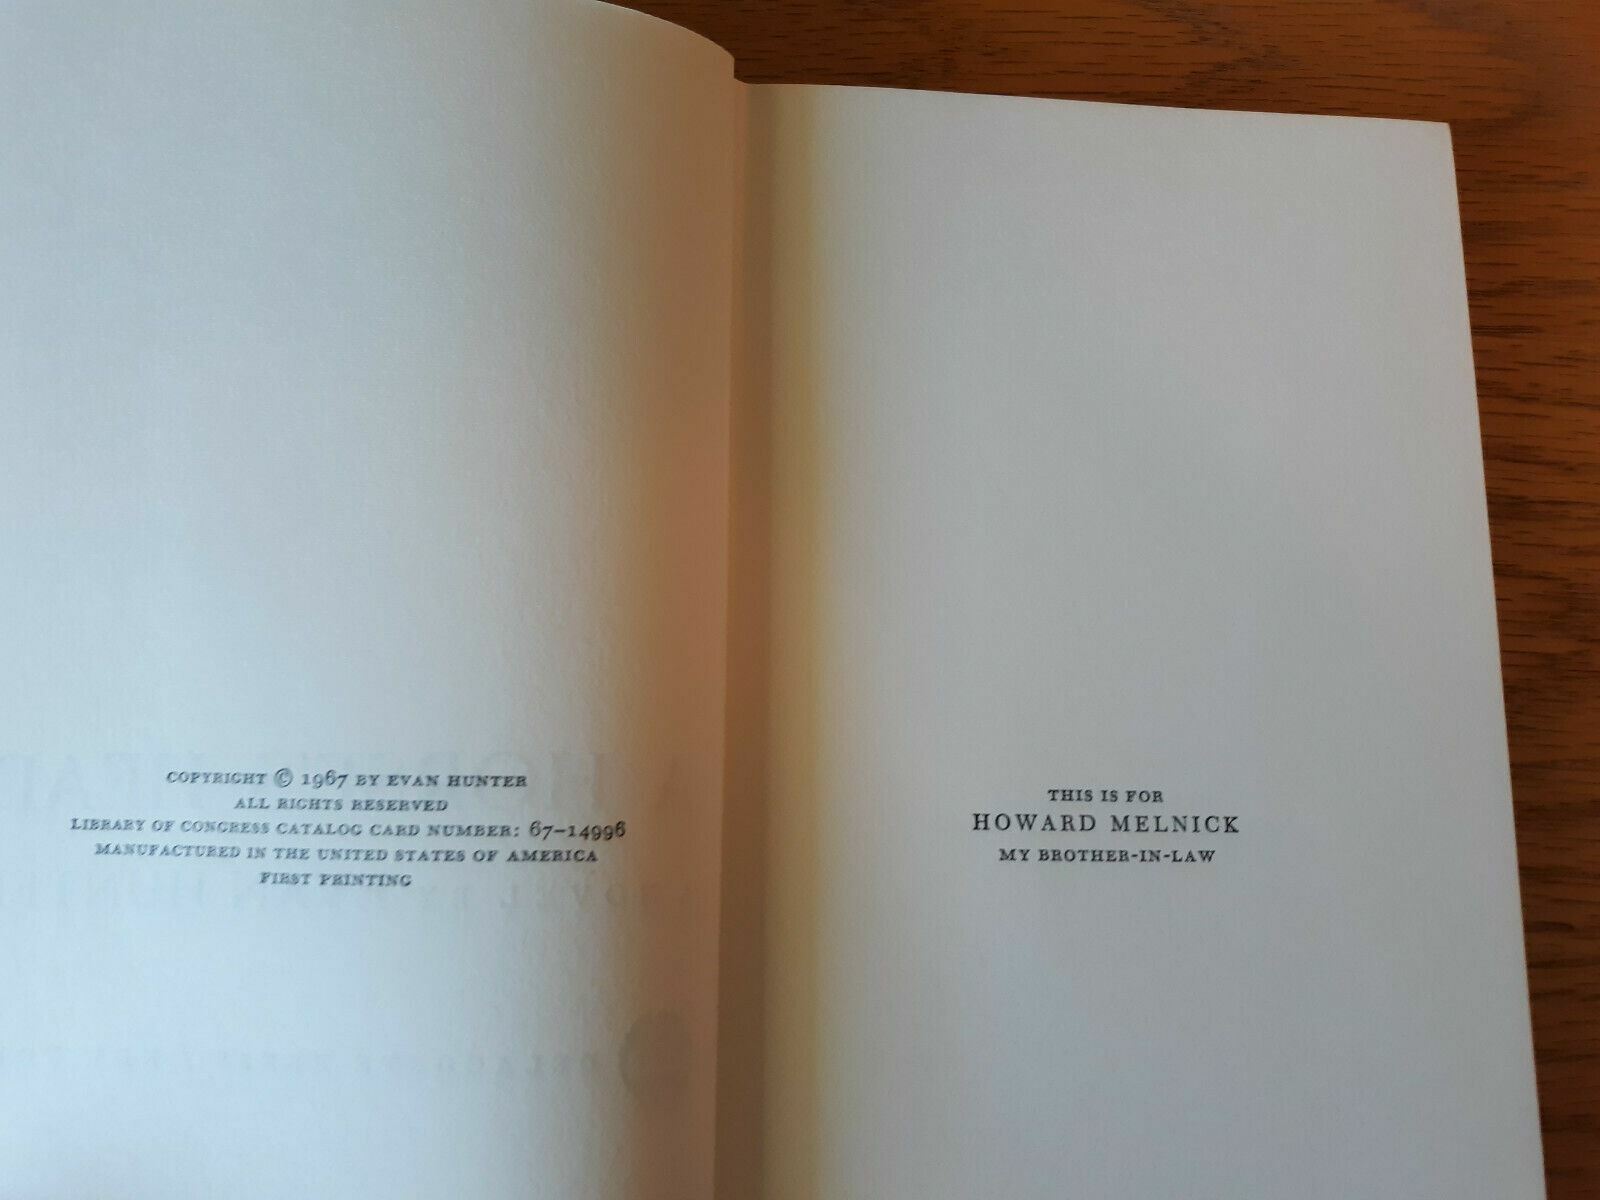 COPYRIGHT © 1967 BY EVAN HUNTER
ALL RIGHTS RESERVED
LIBRARY OF CONGRESS CATALOG CARD NUMBER: 67-14996
MANUFACTURED IN THE UNITED STATES OF AMERICA
FIRST PRINTING
THIS IS FOR
HOWARD MELNICK
MY BROTHER-IN-LAW